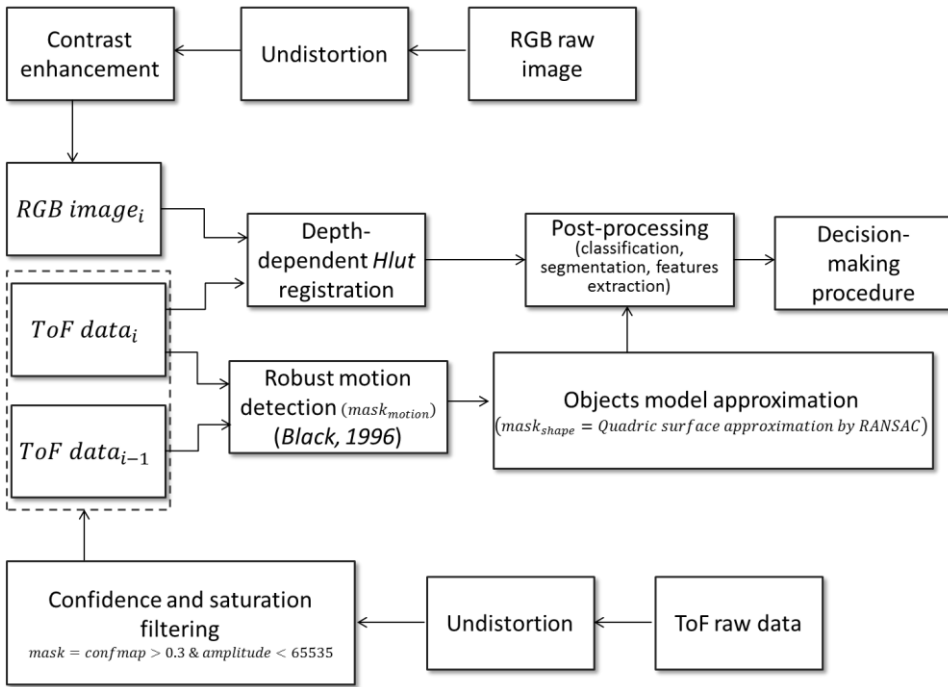 Contrast
enhancement
Undistortion
RGB raw
image
RGB image_i
Depth-
dependent Hlut
registration
Post-processing
(classification,
segmentation, features
extraction)
Decision-
making
procedure
ToF data_i
ToF data_{i−1}
Robust motion
detection (mask_motion)
(Black, 1996)
Objects model approximation
(mask_shape = Quadric surface approximation by RANSAC)
Confidence and saturation
filtering
mask = confmap > 0.3 & amplitude < 65535
Undistortion
ToF raw data